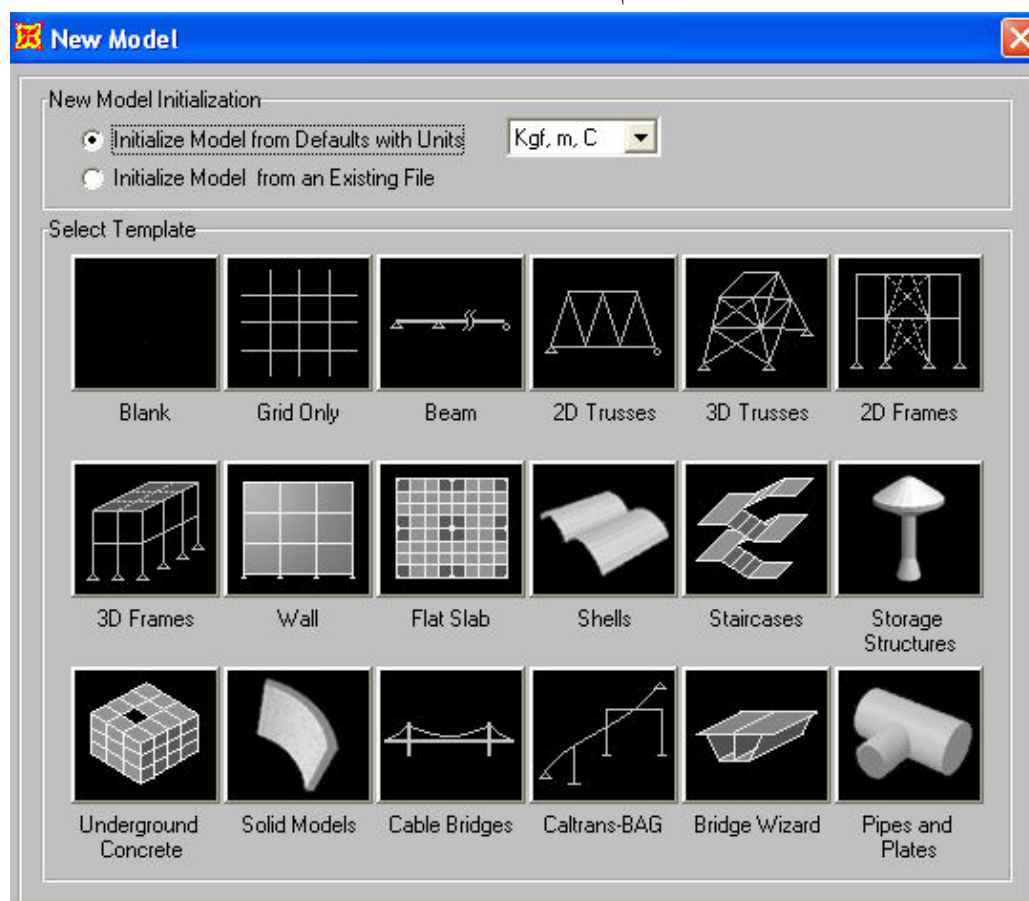 New Model
New Model Initialization
Initialize Model from Defaults with Units
Kgf, m, C
Initialize Model from an Existing File
Select Template
Blank
Grid Only
Beam
2D Trusses
3D Trusses
2D Frames
3D Frames
Wall
Flat Slab
Shells
Staircases
Storage
Structures
Underground
Concrete
Solid Models
Cable Bridges
Caltrans-BAG
Bridge Wizard
Pipes and
Plates